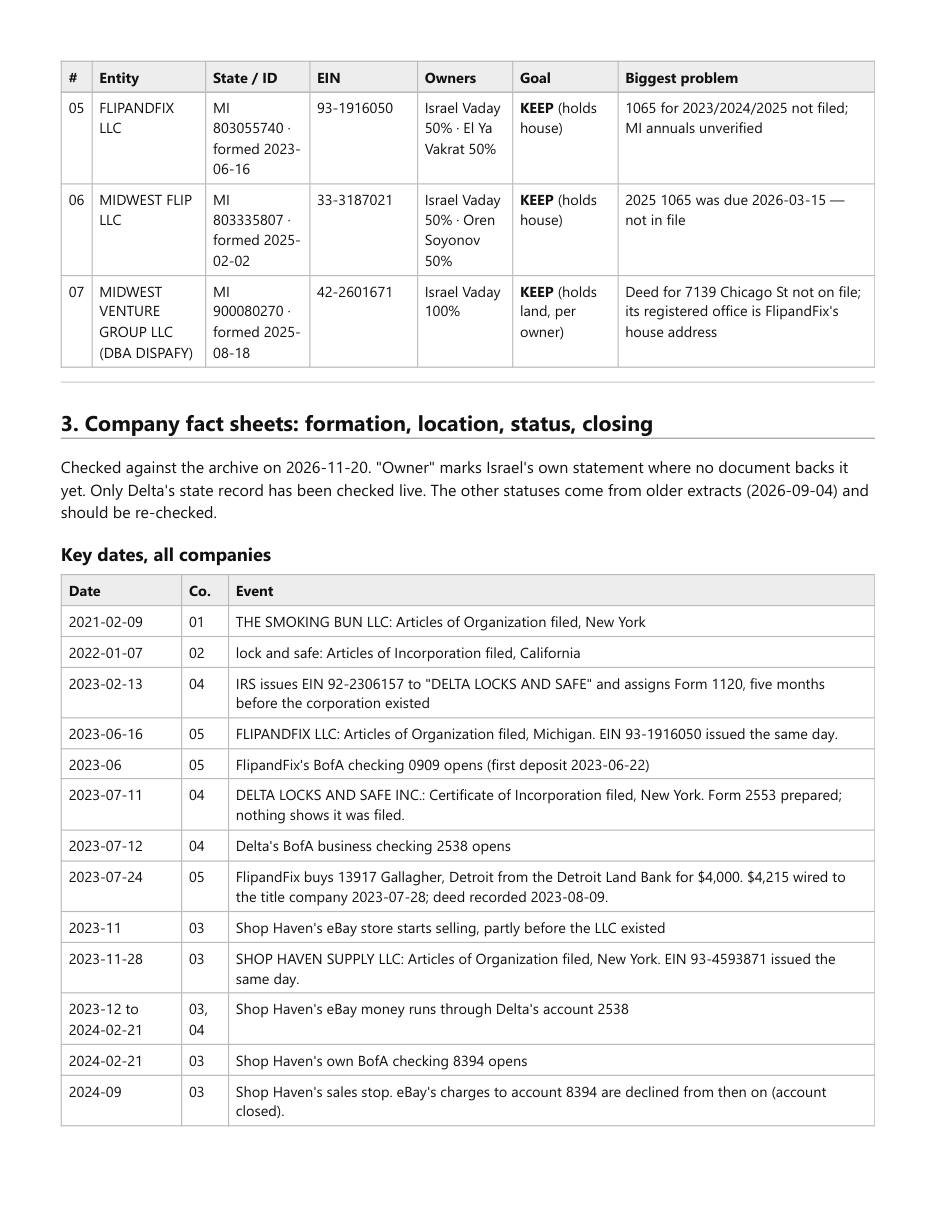 # Entity State / ID EIN Owners Goal Biggest problem
05 FLIPANDFIX LLC MI 803055740 · formed 2023-06-16 93-1916050 Israel Vaday 50% · El Ya Vakrat 50% KEEP (holds house) 1065 for 2023/2024/2025 not filed; MI annuals unverified
06 MIDWEST FLIP LLC MI 803335807 · formed 2025-02-02 33-3187021 Israel Vaday 50% · Oren Soyonov 50% KEEP (holds house) 2025 1065 was due 2026-03-15 — not in file
07 MIDWEST VENTURE GROUP LLC (DBA DISPAFY) MI 900080270 · formed 2025-08-18 42-2601671 Israel Vaday 100% KEEP (holds land, per owner) Deed for 7139 Chicago St not on file; its registered office is FlipandFix's house address
3. Company fact sheets: formation, location, status, closing
Checked against the archive on 2026-11-20. "Owner" marks Israel's own statement where no document backs it
yet. Only Delta's state record has been checked live. The other statuses come from older extracts (2026-09-04) and
should be re-checked.
Key dates, all companies
Date Co. Event
2021-02-09 01 THE SMOKING BUN LLC: Articles of Organization filed, New York
2022-01-07 02 lock and safe: Articles of Incorporation filed, California
2023-02-13 04 IRS issues EIN 92-2306157 to "DELTA LOCKS AND SAFE" and assigns Form 1120, five months
before the corporation existed
2023-06-16 05 FLIPANDFIX LLC: Articles of Organization filed, Michigan. EIN 93-1916050 issued the same day.
2023-06 05 FlipandFix's BofA checking 0909 opens (first deposit 2023-06-22)
2023-07-11 04 DELTA LOCKS AND SAFE INC.: Certificate of Incorporation filed, New York. Form 2553 prepared;
nothing shows it was filed.
2023-07-12 04 Delta's BofA business checking 2538 opens
2023-07-24 05 FlipandFix buys 13917 Gallagher, Detroit from the Detroit Land Bank for $4,000. $4,215 wired to
the title company 2023-07-28; deed recorded 2023-08-09.
2023-11 03 Shop Haven's eBay store starts selling, partly before the LLC existed
2023-11-28 03 SHOP HAVEN SUPPLY LLC: Articles of Organization filed, New York. EIN 93-4593871 issued the
same day.
2023-12 to 03, Shop Haven's eBay money runs through Delta's account 2538
2024-02-21 04
2024-02-21 03 Shop Haven's own BofA checking 8394 opens
2024-09 03 Shop Haven's sales stop. eBay's charges to account 8394 are declined from then on (account
closed).